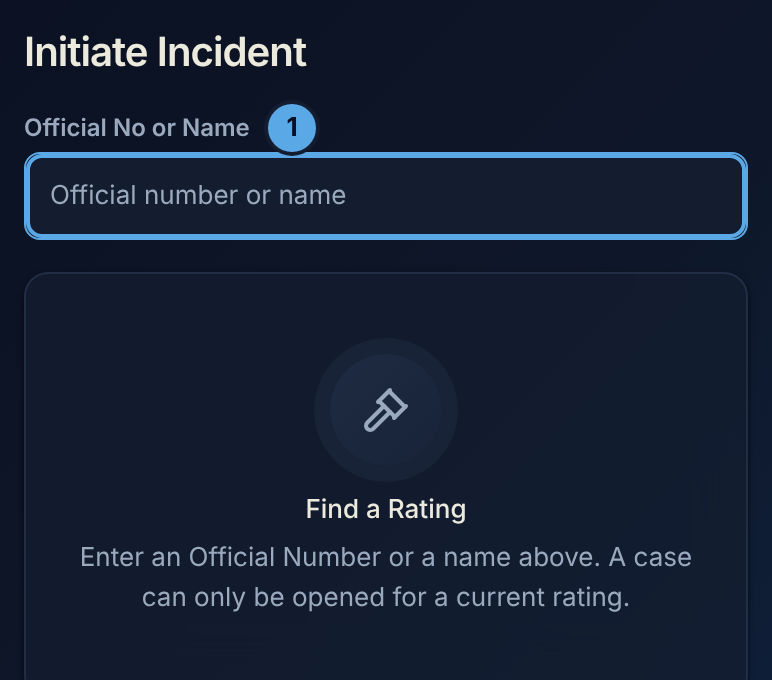 Initiate Incident
Official No or Name 1
Official number or name
Find a Rating
Enter an Official Number or a name above. A case
can only be opened for a current rating.